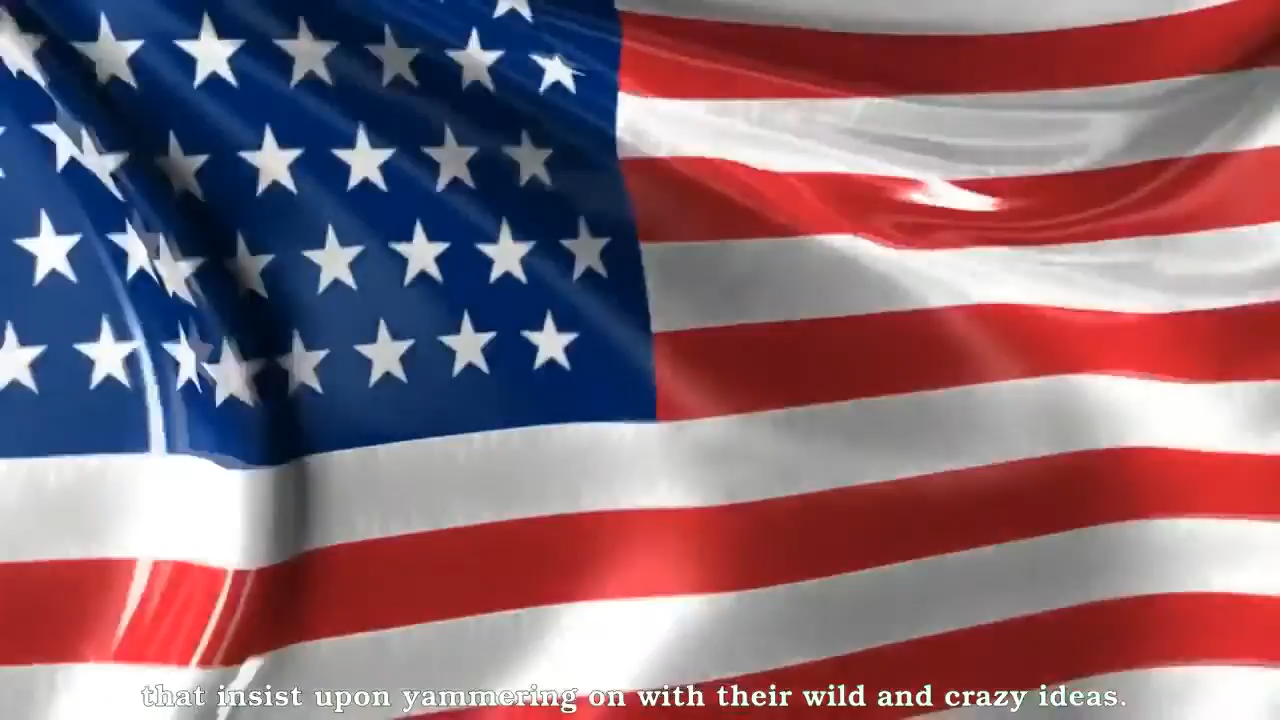 that insist upon yammering on with their wild and crazy ideas.